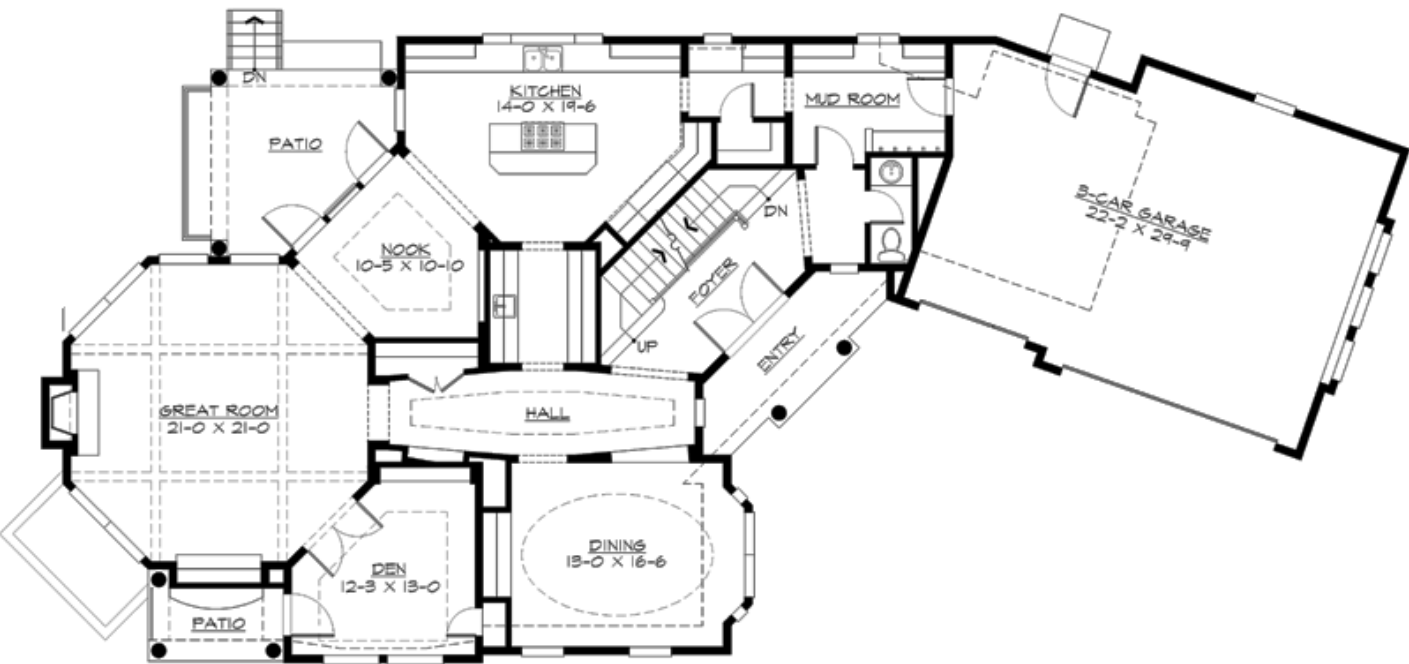 DN
KITCHEN
14-0 X 19-6
MUD ROOM
PATIO
3-CAR GARAGE
22-2 X 29-9
DN
NOOK
10-5 X 10-10
FOYER
UP
ENTRY
GREAT ROOM
21-0 X 21-0
HALL
DINING
13-0 X 16-6
DEN
12-3 X 13-0
PATIO